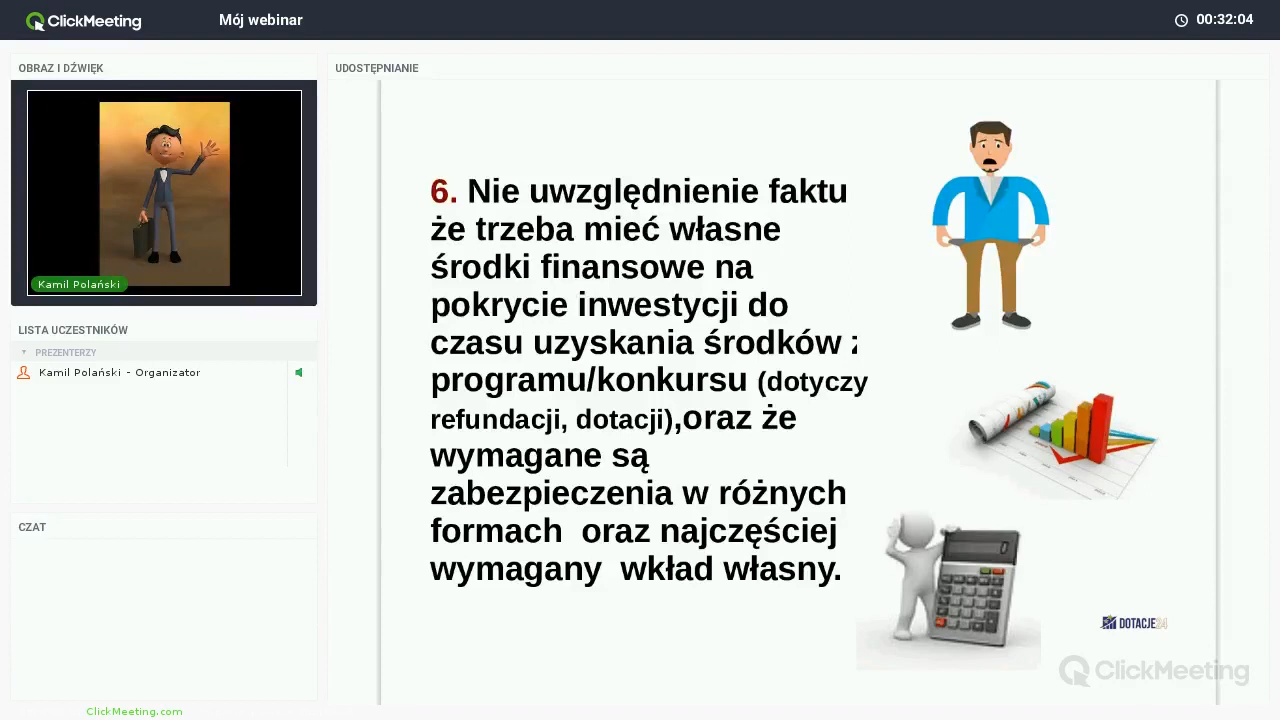 ClickMeeting
Mój webinar
00:32:04
OBRAZ I DŹWIĘK
Kamil Polański
LISTA UCZESTNIKÓW
PREZENTERZY
Kamil Polański - Organizator
CZAT
ClickMeeting.com
UDOSTĘPNIANIE
6. Nie uwzględnienie faktu
że trzeba mieć własne
środki finansowe na
pokrycie inwestycji do
czasu uzyskania środków z
programu/konkursu (dotyczy
refundacji, dotacji),oraz że
wymagane są
zabezpieczenia w różnych
formach  oraz najczęściej
wymagany  wkład własny.
DOTACJE24
ClickMeeting